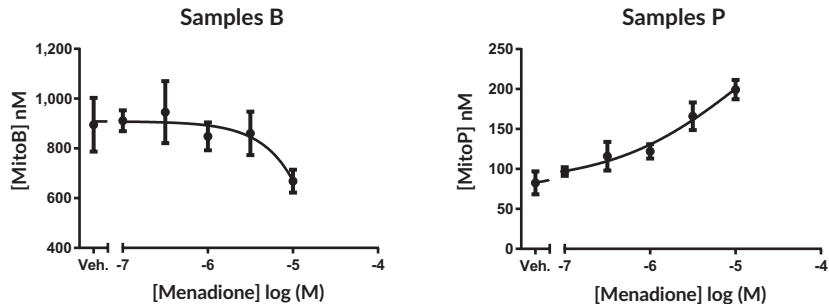 Samples B
1,200
1,000
800
600
400
[MitoB] nM
Veh. -7 -6 -5 -4
[Menadione] log (M)
Samples P
250
200
150
100
50
0
[MitoP] nM
Veh. -7 -6 -5 -4
[Menadione] log (M)